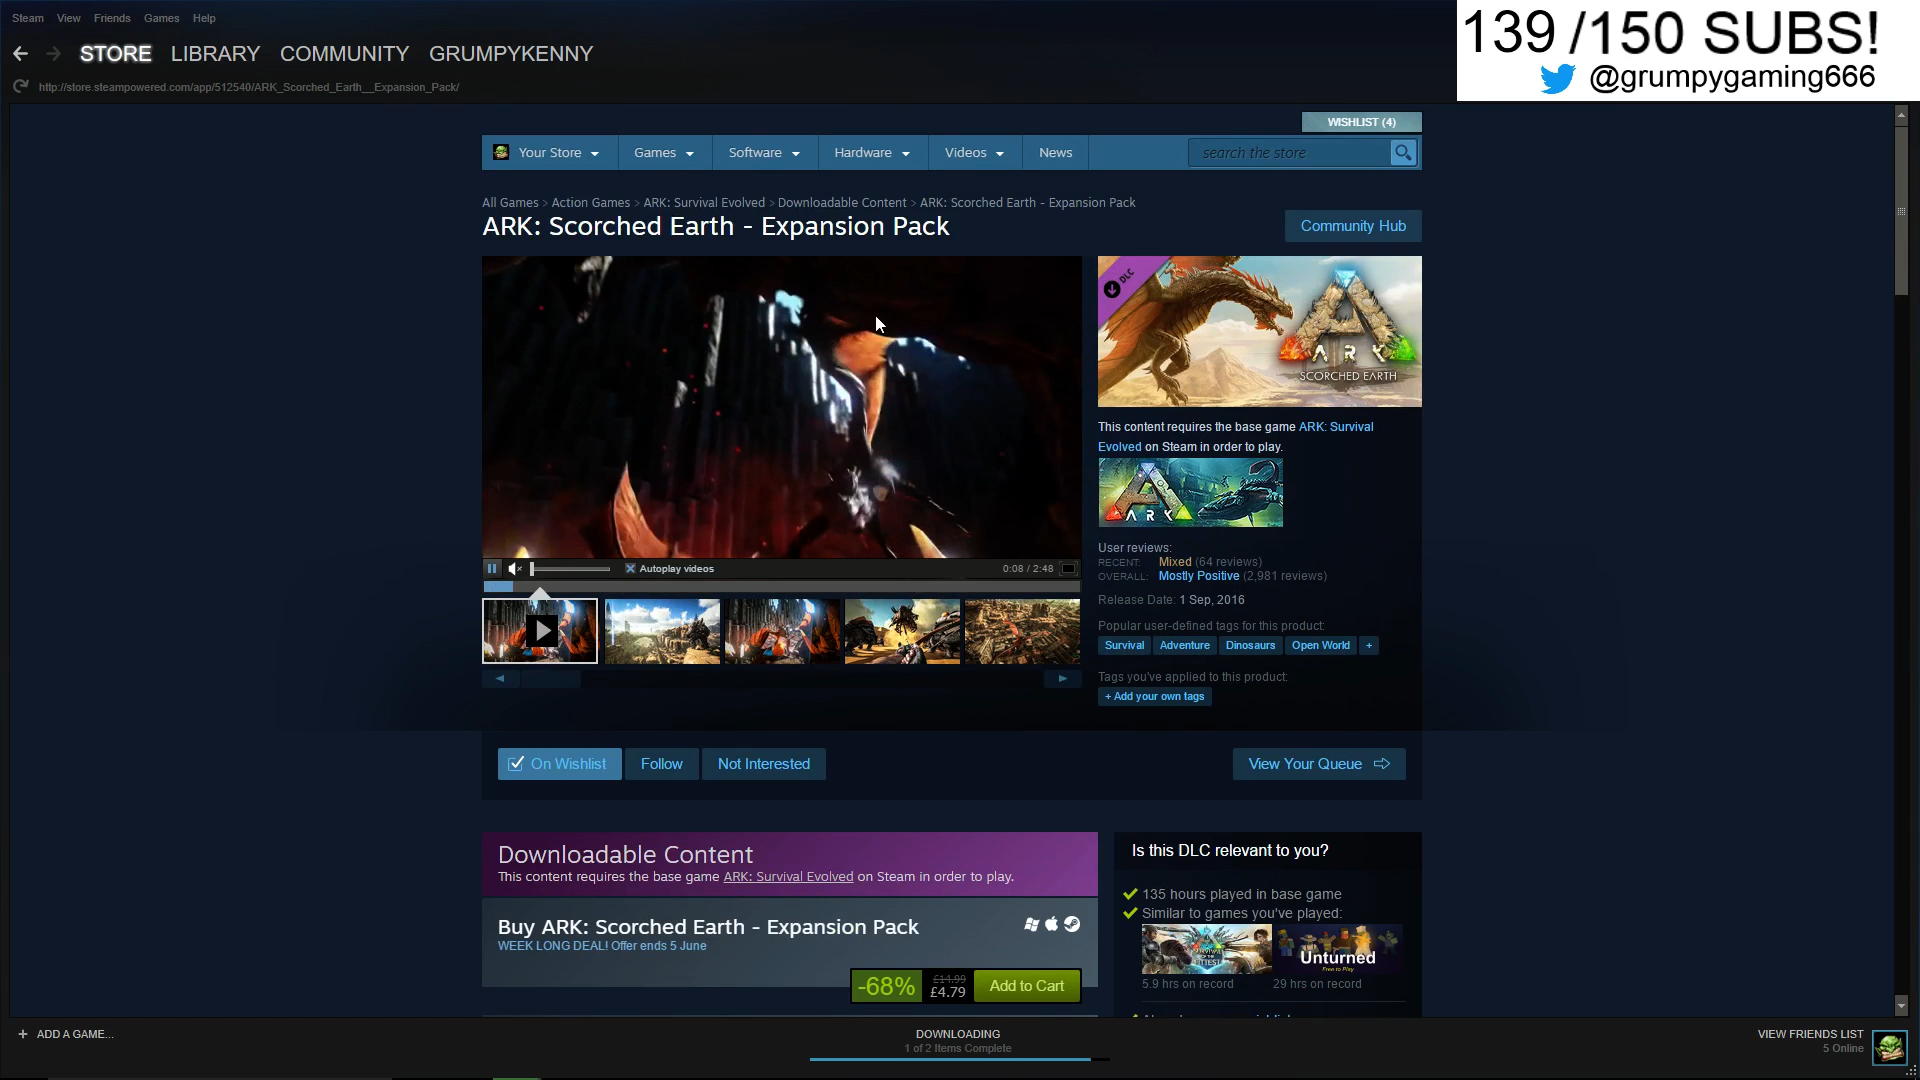 Steam View Friends Games Help
139 /150 SUBS!
@grumpygaming666
STORE LIBRARY COMMUNITY GRUMPYKENNY
http://store.steampowered.com/app/512540/ARK_Scorched_Earth__Expansion_Pack/
WISHLIST (4)
Your Store Games Software Hardware Videos News search the store
All Games > Action Games > ARK: Survival Evolved > Downloadable Content > ARK: Scorched Earth - Expansion Pack
ARK: Scorched Earth - Expansion Pack
Community Hub
DLC
ARK
SCORCHED EARTH
This content requires the base game ARK: Survival
Evolved on Steam in order to play.
ARK
User reviews:
RECENT: Mixed (64 reviews)
OVERALL: Mostly Positive (2,981 reviews)
Release Date: 1 Sep, 2016
Popular user-defined tags for this product:
Survival Adventure Dinosaurs Open World +
Tags you've applied to this product:
+ Add your own tags
Autoplay videos 0:08 / 2:48
On Wishlist Follow Not Interested View Your Queue
Downloadable Content
This content requires the base game ARK: Survival Evolved on Steam in order to play.
Buy ARK: Scorched Earth - Expansion Pack
WEEK LONG DEAL! Offer ends 5 June
-68% £14.99 £4.79 Add to Cart
Is this DLC relevant to you?
135 hours played in base game
Similar to games you've played:
Unturned
Free to Play
5.9 hrs on record 29 hrs on record
+ ADD A GAME...
DOWNLOADING
1 of 2 Items Complete
VIEW FRIENDS LIST
5 Online